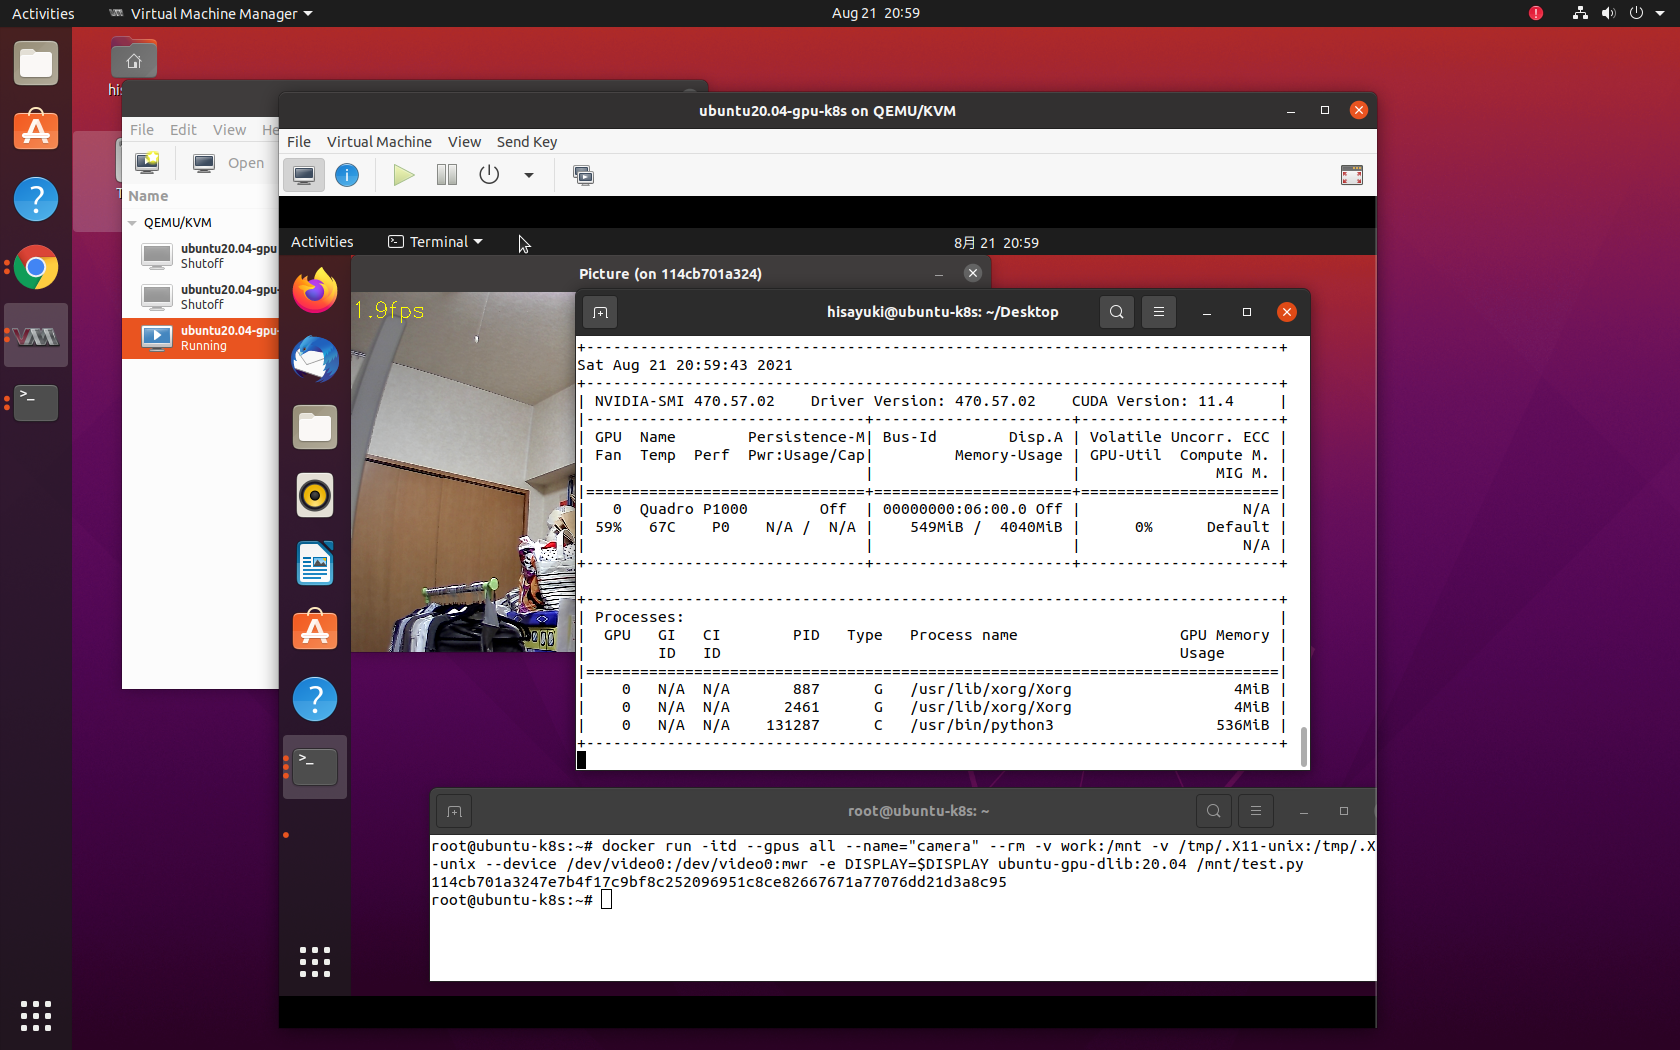 Activities Virtual Machine Manager Aug 21 20:59
File Edit View
Open
Name
QEMU/KVM
ubuntu20.04-gpu
Shutoff
ubuntu20.04-gpu-
Shutoff
ubuntu20.04-gpu-
Running
ubuntu20.04-gpu-k8s on QEMU/KVM
File Virtual Machine View Send Key
Activities Terminal 8月 21 20:59
Picture (on 114cb701a324)
1.9fps
hisayuki@ubuntu-k8s: ~/Desktop
+-----------------------------------------------------------------------------+
Sat Aug 21 20:59:43 2021
+-----------------------------------------------------------------------------+
| NVIDIA-SMI 470.57.02    Driver Version: 470.57.02    CUDA Version: 11.4     |
|-------------------------------+----------------------+----------------------+
| GPU  Name        Persistence-M| Bus-Id        Disp.A | Volatile Uncorr. ECC |
| Fan  Temp  Perf  Pwr:Usage/Cap|         Memory-Usage | GPU-Util  Compute M. |
|                               |                      |               MIG M. |
|===============================+======================+======================|
|   0  Quadro P1000        Off  | 00000000:06:00.0 Off |                  N/A |
| 59%   67C    P0    N/A /  N/A |    549MiB /  4040MiB |      0%      Default |
|                               |                      |                  N/A |
+-------------------------------+----------------------+----------------------+
+-----------------------------------------------------------------------------+
| Processes:                                                                  |
|  GPU   GI   CI        PID   Type   Process name                  GPU Memory |
|        ID   ID                                                   Usage      |
|=============================================================================|
|    0   N/A  N/A       887      G   /usr/lib/xorg/Xorg                  4MiB |
|    0   N/A  N/A      2461      G   /usr/lib/xorg/Xorg                  4MiB |
|    0   N/A  N/A    131287      C   /usr/bin/python3                  536MiB |
+-----------------------------------------------------------------------------+
root@ubuntu-k8s: ~
root@ubuntu-k8s:~# docker run -itd --gpus all --name="camera" --rm -v work:/mnt -v /tmp/.X11-unix:/tmp/.X
-unix --device /dev/video0:/dev/video0:mwr -e DISPLAY=$DISPLAY ubuntu-gpu-dlib:20.04 /mnt/test.py
114cb701a3247e7b4f17c9bf8c252096951c8ce82667671a77076dd21d3a8c95
root@ubuntu-k8s:~#